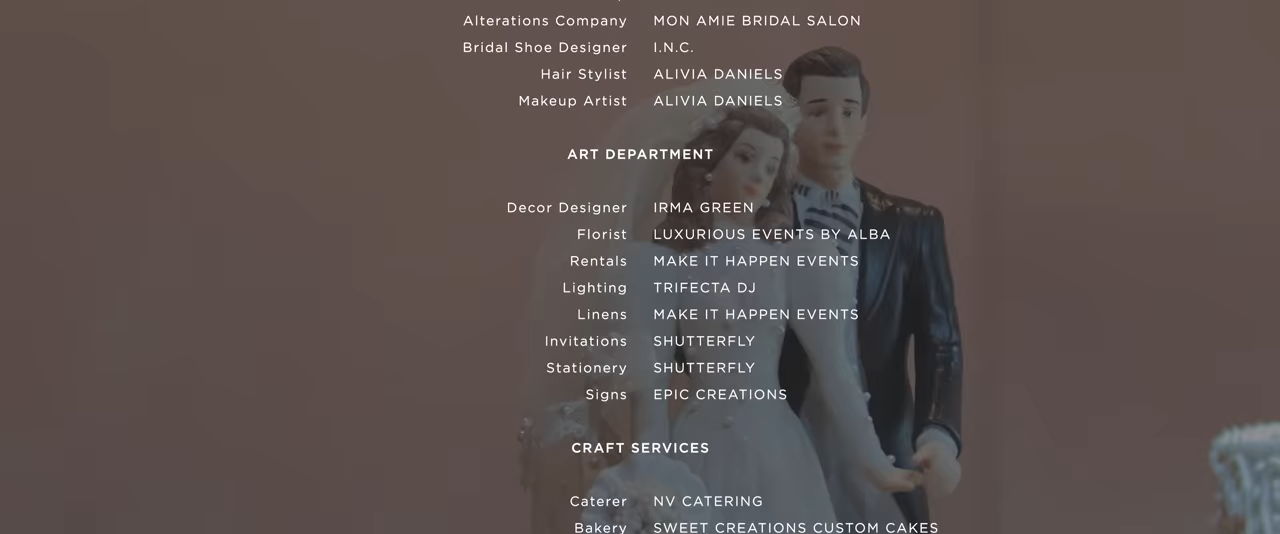 Alterations Company MON AMIE BRIDAL SALON
Bridal Shoe Designer I.N.C.
Hair Stylist ALIVIA DANIELS
Makeup Artist ALIVIA DANIELS
ART DEPARTMENT
Decor Designer IRMA GREEN
Florist LUXURIOUS EVENTS BY ALBA
Rentals MAKE IT HAPPEN EVENTS
Lighting TRIFECTA DJ
Linens MAKE IT HAPPEN EVENTS
Invitations SHUTTERFLY
Stationery SHUTTERFLY
Signs EPIC CREATIONS
CRAFT SERVICES
Caterer NV CATERING
Bakery SWEET CREATIONS CUSTOM CAKES